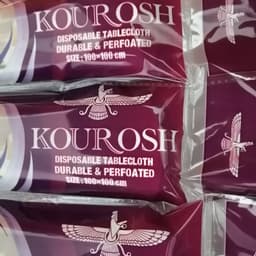 KOUROSH
DISPOSABLE TABLECLOTH
DURABLE & PERFOATED
SIZE:100×100 cm
KOUROSH
DISPOSABLE TABLECLOTH
DURABLE & PERFOATED
SIZE:100×100 cm